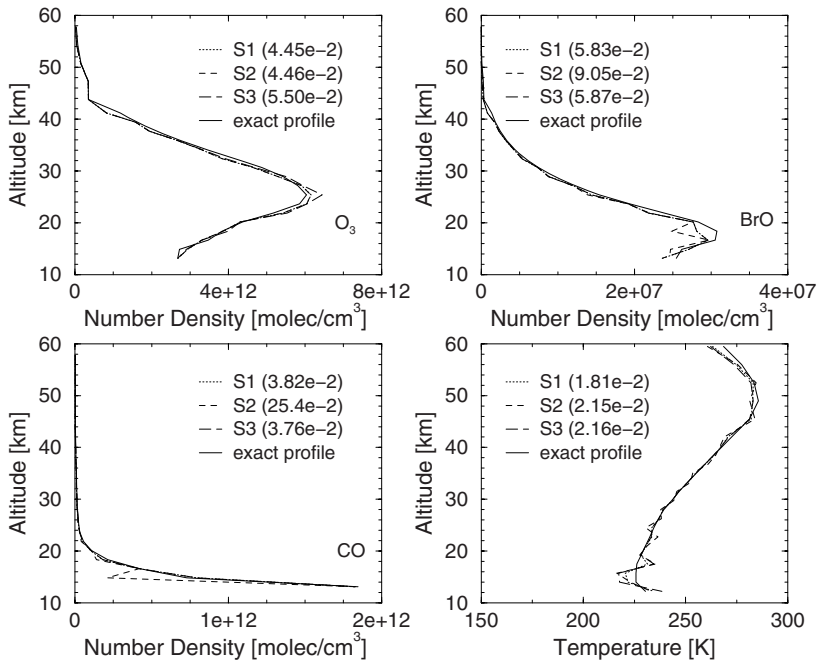 60
50
40
30
20
10
Altitude [km]
S1 (4.45e−2)
S2 (4.46e−2)
S3 (5.50e−2)
exact profile
O3
0
4e+12
8e+12
Number Density [molec/cm3]
60
50
40
30
20
10
Altitude [km]
S1 (5.83e−2)
S2 (9.05e−2)
S3 (5.87e−2)
exact profile
BrO
0
2e+07
4e+07
Number Density [molec/cm3]
60
50
40
30
20
10
Altitude [km]
S1 (3.82e−2)
S2 (25.4e−2)
S3 (3.76e−2)
exact profile
CO
0
1e+12
2e+12
Number Density [molec/cm3]
60
50
40
30
20
10
Altitude [km]
S1 (1.81e−2)
S2 (2.15e−2)
S3 (2.16e−2)
exact profile
150
200
250
300
Temperature [K]